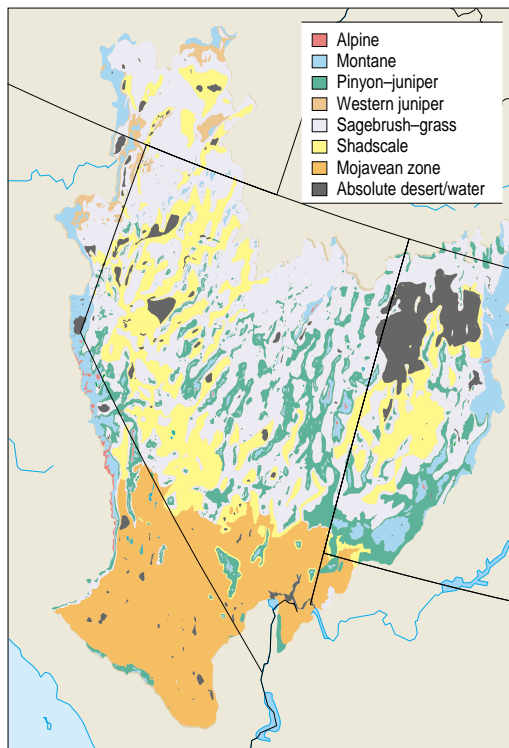 Alpine
Montane
Pinyon–juniper
Western juniper
Sagebrush–grass
Shadscale
Mojavean zone
Absolute desert/water